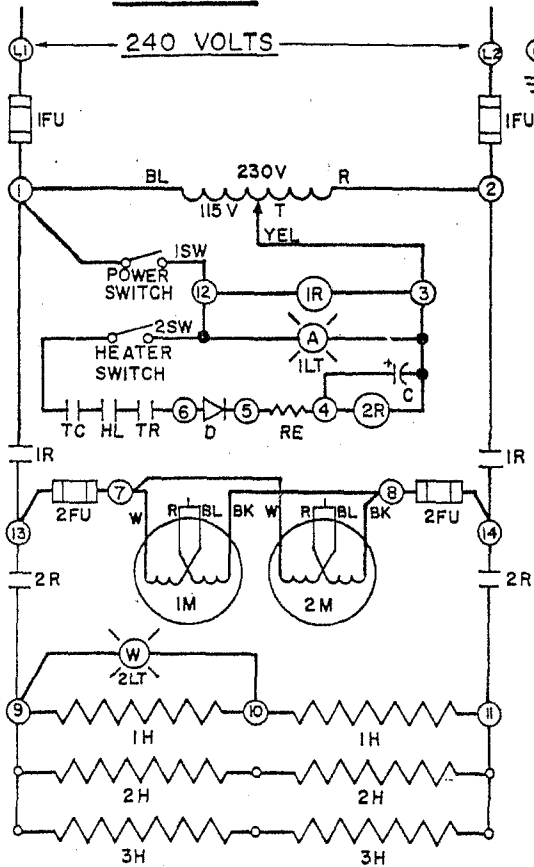 L1 240 VOLTS L2
1FU 1FU
230V
BL R
1 2
115V T
YEL
1SW
POWER
SWITCH
12 1R 3
2SW
A
HEATER
SWITCH
1LT
+ C
6 5 4 2R
TC HL TR D RE
1R 1R
2FU 7 8 2FU
W R BL BK W R BL BK
13 14
1M 2M
2R 2R
W
2LT
9 10 11
1H 1H
2H 2H
3H 3H